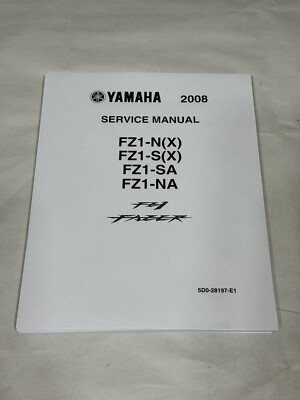 YAMAHA 2008
SERVICE MANUAL
FZ1-N(X)
FZ1-S(X)
FZ1-SA
FZ1-NA
FZ1
FAZER
5D0-28197-E1